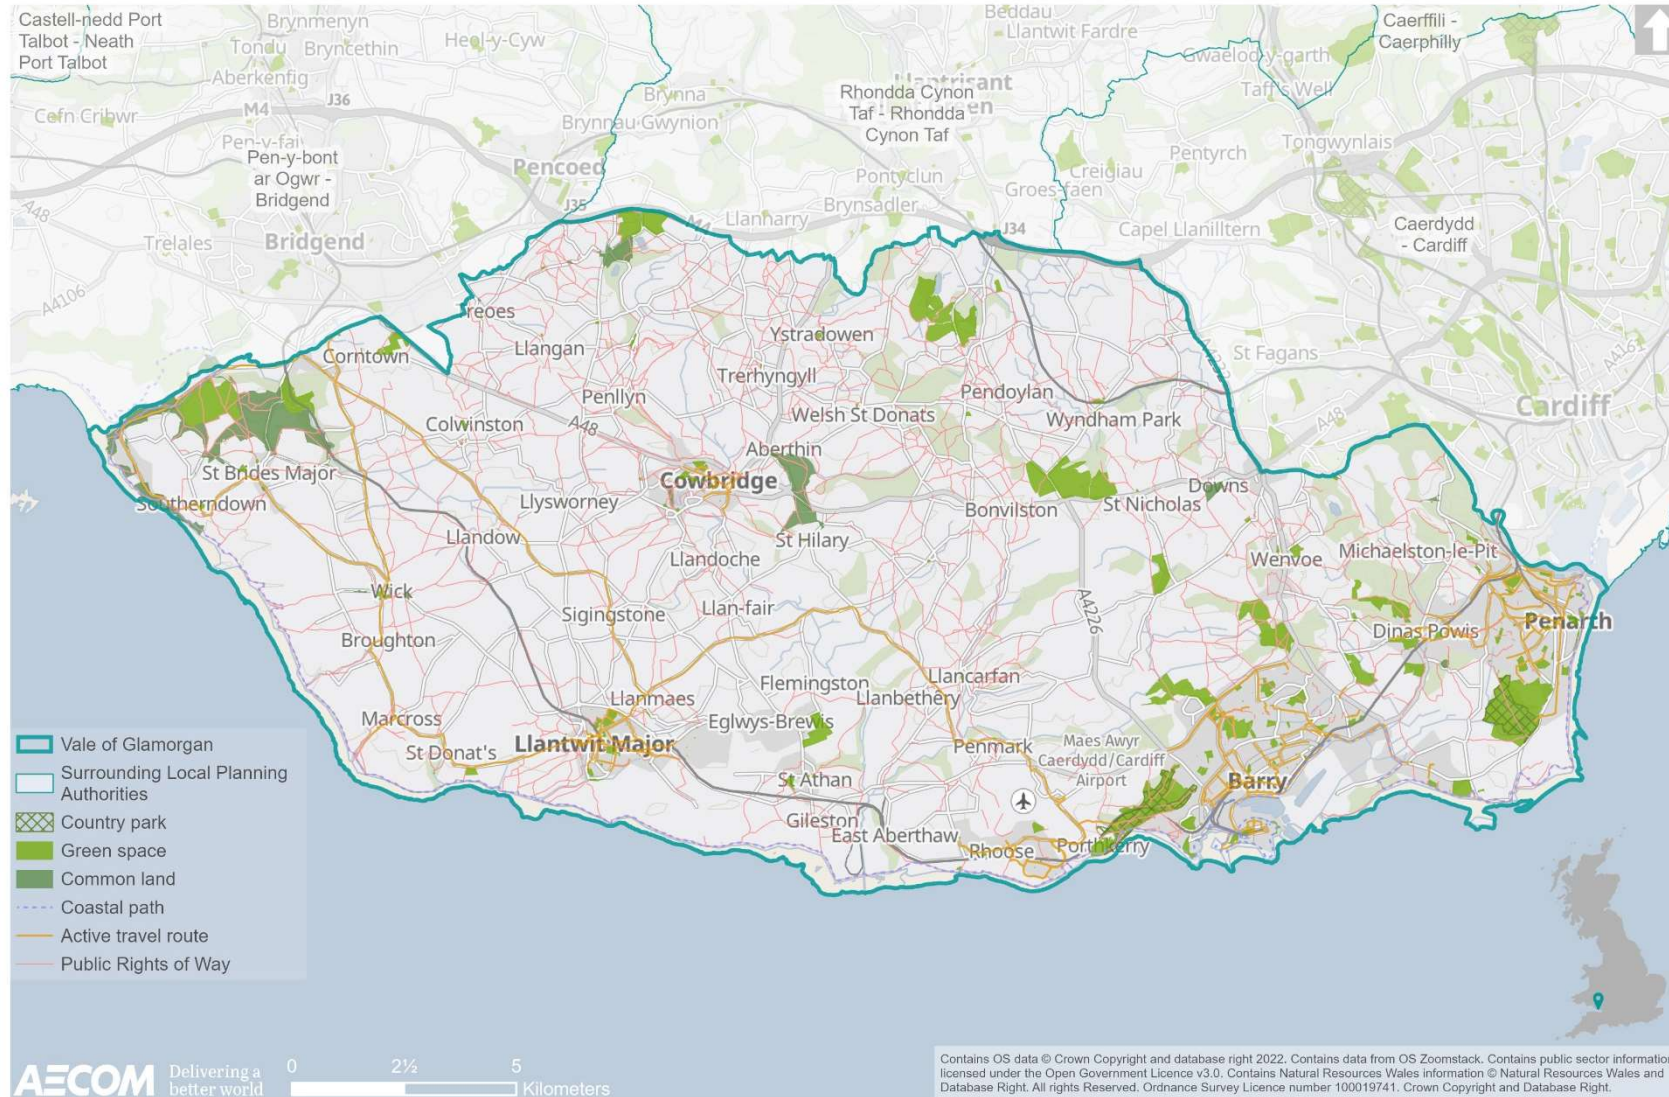 Castell-nedd Port
Talbot - Neath
Port Talbot
Brynmenyn
Tondu
Bryncethin
Heol-y-Cyw
Aberkenfig
M4
J36
Cefn Cribwr
Pen-y-fai
Pen-y-bont
ar Ogwr -
Bridgend
A48
Trelales
Bridgend
A4106
Pencoed
J35
Brynna
Brynnau Gwynion
Beddau
Llantwit Fardre
Rhondda Cynon
Taf - Rhondda
Cynon Taf
Pontyclun
Brynsadler
Llanharry
Groes-faen
Creigiau
J34
Capel Llanilltern
Pentyrch
Gwaelod-y-garth
Taff's Well
Tongwynlais
Caerffili -
Caerphilly
Caerdydd
- Cardiff
St Fagans
A48
Cardiff
A4232
Corntown
Llangan
Ystradowen
Trerhyngyll
Penllyn
Pendoylan
Colwinston
A48
Welsh St Donats
Wyndham Park
Aberthin
St Brides Major
Cowbridge
Southerndown
Llysworney
Bonvilston
St Nicholas
Downs
Llandow
St Hilary
Llandoche
Wenvoe
Michaelston-le-Pit
Wick
Sigingstone
Llan-fair
A4226
Broughton
Dinas Powis
Penarth
Llancarfan
Flemingston
Llanbethery
Llanmaes
Marcross
Eglwys-Brewis
St Donat's
Llantwit Major
Penmark
Maes Awyr
Caerdydd/Cardiff
Airport
Barry
St Athan
Gileston
East Aberthaw
Rhoose
Porthkerry
Vale of Glamorgan
Surrounding Local Planning
Authorities
Country park
Green space
Common land
Coastal path
Active travel route
Public Rights of Way
AECOM
Delivering a
better world
0 2½ 5
Kilometers
Contains OS data © Crown Copyright and database right 2022. Contains data from OS Zoomstack. Contains public sector information
licensed under the Open Government Licence v3.0. Contains Natural Resources Wales information © Natural Resources Wales and
Database Right. All rights Reserved. Ordnance Survey Licence number 100019741. Crown Copyright and Database Right.